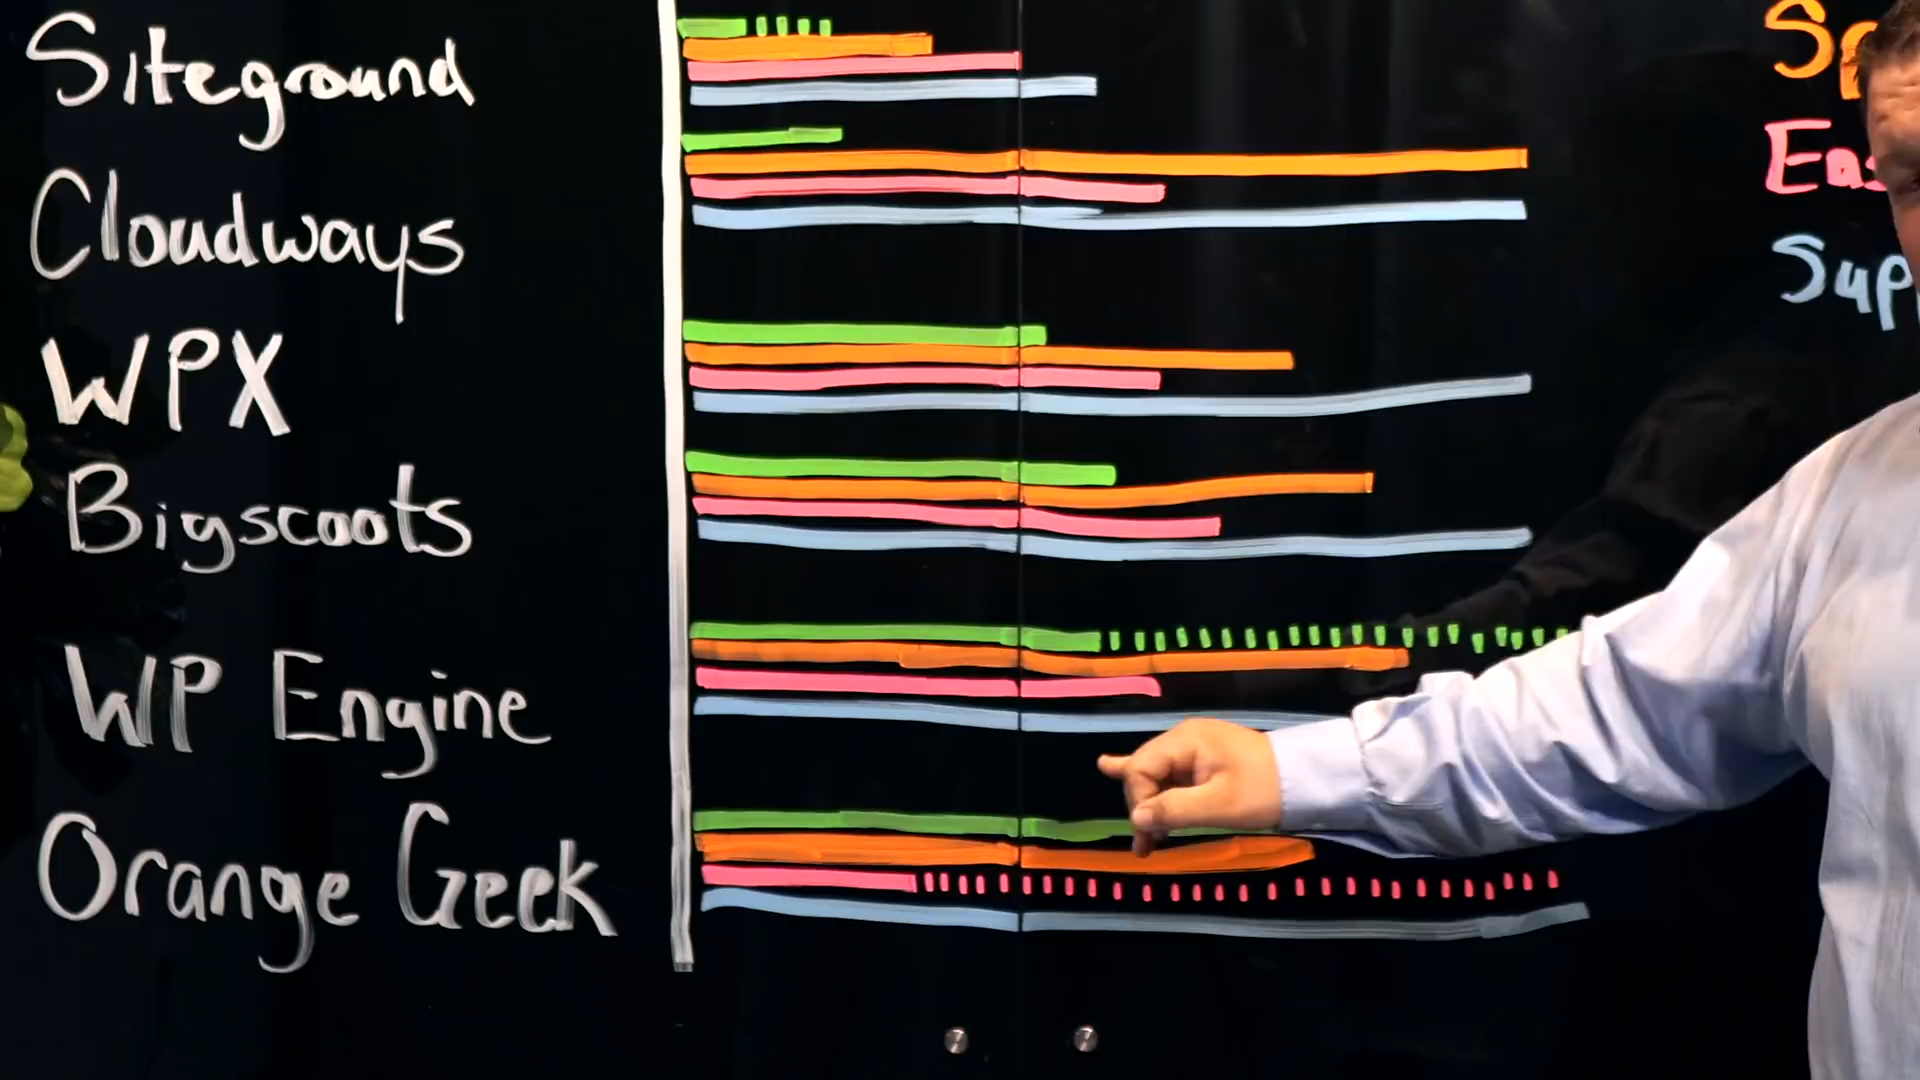 Siteground
Cloudways
WPX
Bigscoots
WP Engine
Orange Geek